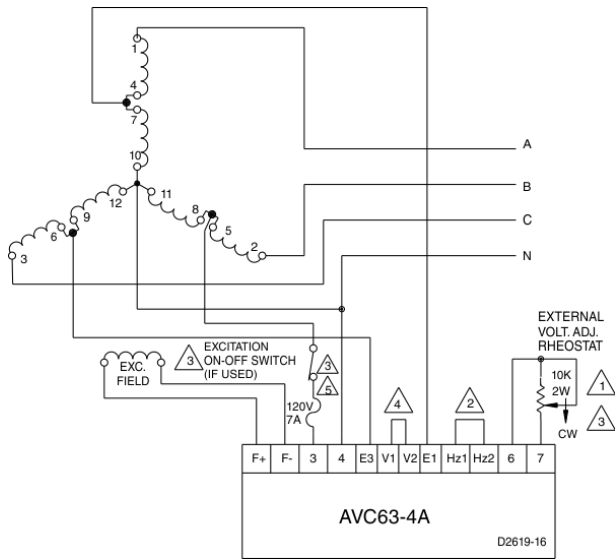 1
4
7
10
A
B
C
N
12
11
9
8
6
5
3
2
EXTERNAL
VOLT. ADJ.
RHEOSTAT
3
EXCITATION
ON-OFF SWITCH
(IF USED)
3
5
EXC.
FIELD
120V
7A
4
2
10K
2W
1
3
CW
F+ F- 3 4 E3 V1 V2 E1 Hz1 Hz2 6 7
AVC63-4A
D2619-16